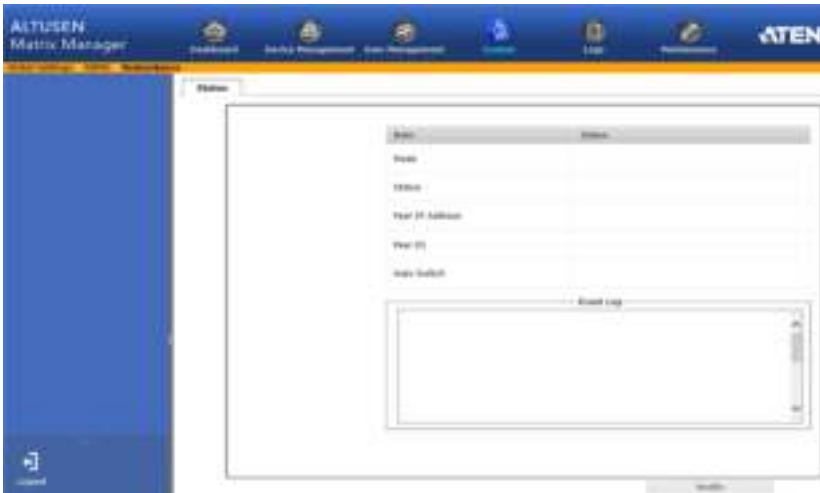 ALTUSEN
Matrix Manager
Dashboard
Device Management
User Management
System
Logs
Maintenance
ATEN
Redundancy
Status
Mode
Status
Peer IP Address
Peer ID
Auto Switch
Event Log
Logout